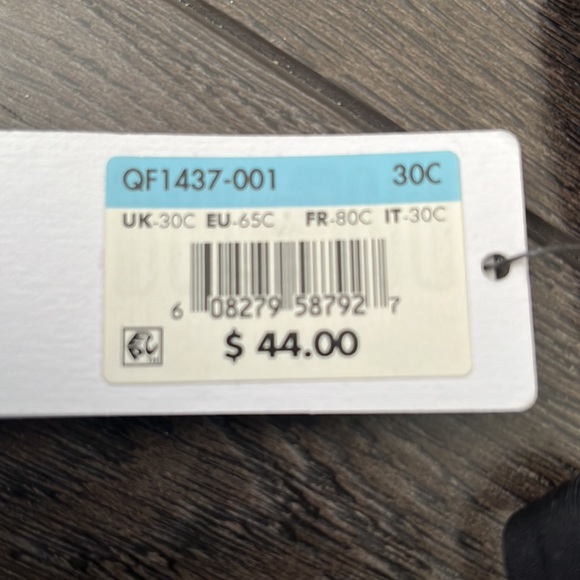 QF1437-001 30C
UK-30C EU-65C FR-80C IT-30C
6 08279 58792 7
$ 44.00